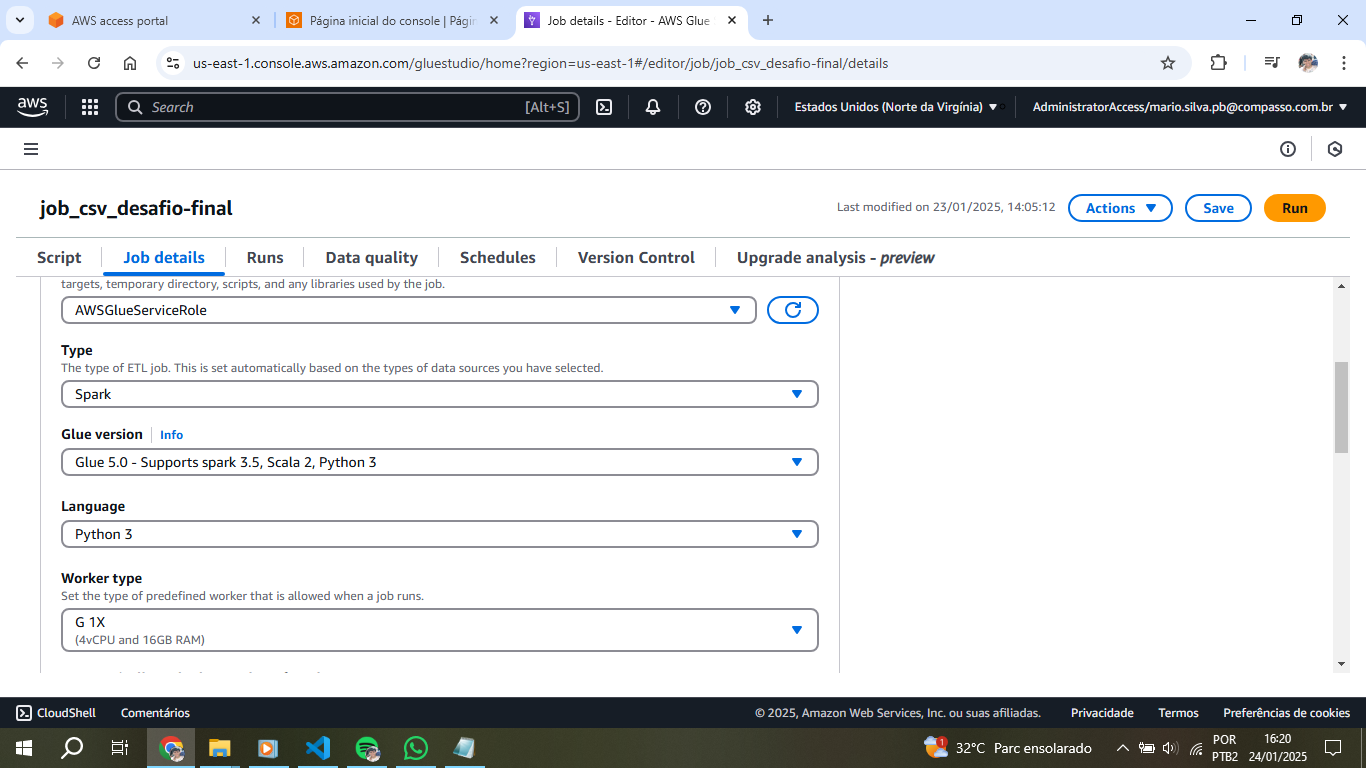 AWS access portal
Página inicial do console | Págin
Job details - Editor - AWS Glue
us-east-1.console.aws.amazon.com/gluestudio/home?region=us-east-1#/editor/job/job_csv_desafio-final/details
aws
Search
[Alt+S]
Estados Unidos (Norte da Virgínia)
AdministratorAccess/mario.silva.pb@compasso.com.br
job_csv_desafio-final
Last modified on 23/01/2025, 14:05:12
Actions
Save
Run
Script
Job details
Runs
Data quality
Schedules
Version Control
Upgrade analysis - preview
targets, temporary directory, scripts, and any libraries used by the job.
AWSGlueServiceRole
Type
The type of ETL job. This is set automatically based on the types of data sources you have selected.
Spark
Glue version
Info
Glue 5.0 - Supports spark 3.5, Scala 2, Python 3
Language
Python 3
Worker type
Set the type of predefined worker that is allowed when a job runs.
G 1X
(4vCPU and 16GB RAM)
CloudShell
Comentários
© 2025, Amazon Web Services, Inc. ou suas afiliadas.
Privacidade
Termos
Preferências de cookies
1
32°C Parc ensolarado
POR
PTB2
16:20
24/01/2025